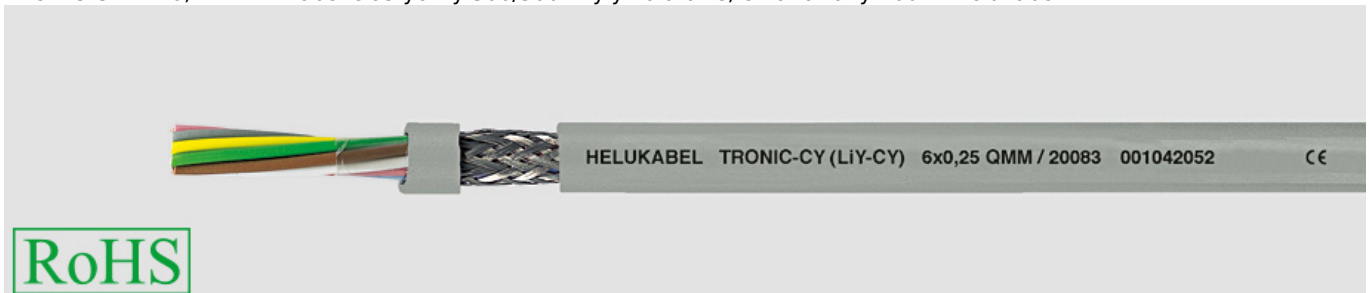 HELUKABEL TRONIC-CY (LiY-CY) 6x0,25 QMM / 20083 001042052 CE
RoHS